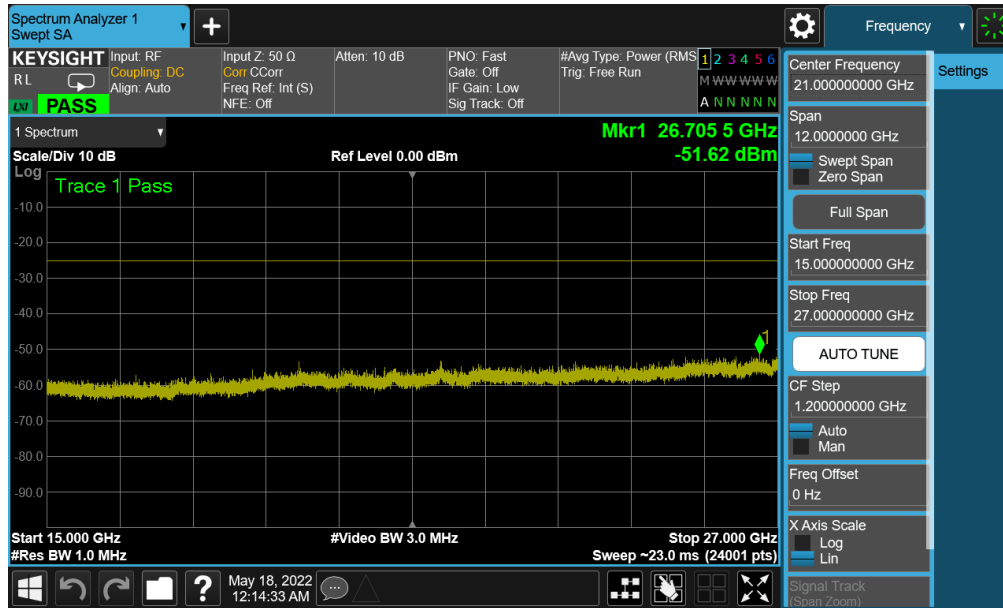 Spectrum Analyzer 1
Swept SA
+
Frequency
KEYSIGHT
RL
LXI PASS
Input: RF
Coupling: DC
Align: Auto
Input Z: 50 Ω
Corr CCorr
Freq Ref: Int (S)
NFE: Off
Atten: 10 dB
PNO: Fast
Gate: Off
IF Gain: Low
Sig Track: Off
#Avg Type: Power (RMS
Trig: Free Run
1 2 3 4 5 6
M W W W W W
A N N N N N
1 Spectrum
Scale/Div 10 dB
Ref Level 0.00 dBm
Mkr1 26.705 5 GHz
-51.62 dBm
Log
Trace 1 Pass
-10.0
-20.0
-30.0
-40.0
-50.0
-60.0
-70.0
-80.0
-90.0
1
Start 15.000 GHz
#Video BW 3.0 MHz
Stop 27.000 GHz
#Res BW 1.0 MHz
Sweep ~23.0 ms (24001 pts)
Center Frequency
21.000000000 GHz
Span
12.0000000 GHz
Swept Span
Zero Span
Full Span
Start Freq
15.000000000 GHz
Stop Freq
27.000000000 GHz
AUTO TUNE
CF Step
1.200000000 GHz
Auto
Man
Freq Offset
0 Hz
X Axis Scale
Log
Lin
Signal Track
(Span Zoom)
Settings
?
May 18, 2022
12:14:33 AM